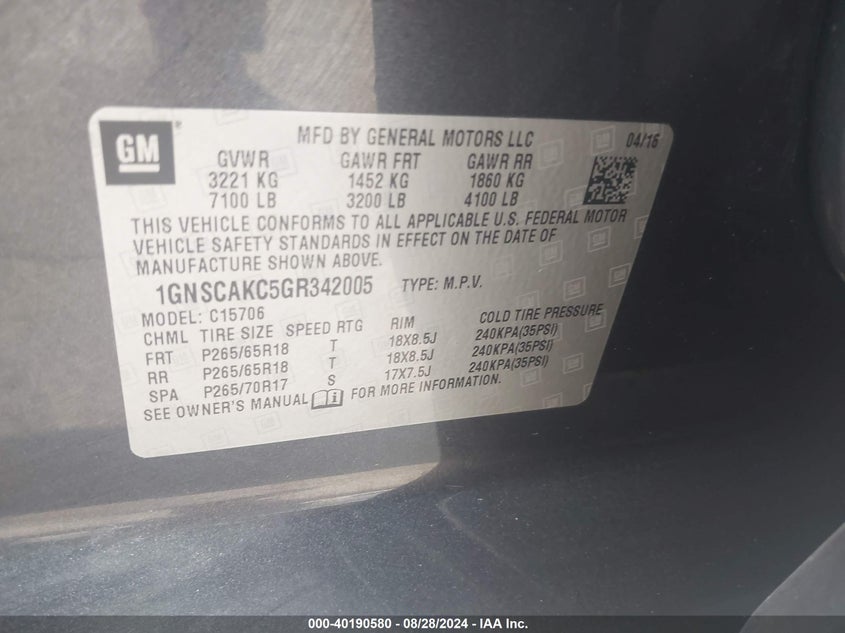 GM
MFD BY GENERAL MOTORS LLC 04/16
GVWR GAWR FRT GAWR RR
3221 KG 1452 KG 1860 KG
7100 LB 3200 LB 4100 LB
THIS VEHICLE CONFORMS TO ALL APPLICABLE U.S. FEDERAL MOTOR
VEHICLE SAFETY STANDARDS IN EFFECT ON THE DATE OF
MANUFACTURE SHOWN ABOVE.
1GNSCAKC5GR342005 TYPE: M.P.V.
MODEL: C15706
CHML TIRE SIZE SPEED RTG RIM COLD TIRE PRESSURE
FRT P265/65R18 T 18X8.5J 240KPA(35PSI)
RR P265/65R18 T 18X8.5J 240KPA(35PSI)
SPA P265/70R17 S 17X7.5J 240KPA(35PSI)
SEE OWNER'S MANUAL FOR MORE INFORMATION.
000-40190580 - 08/28/2024 - IAA Inc.